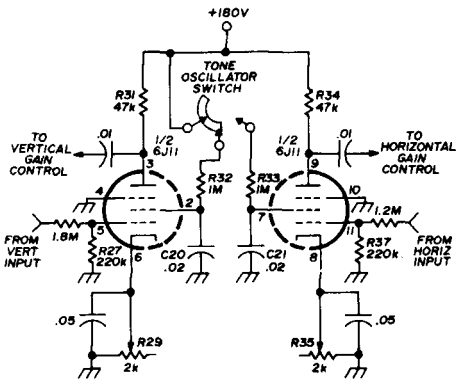 +180V
TONE
OSCILLATOR
SWITCH
R31
47k
R34
47k
TO
VERTICAL
GAIN
CONTROL
.01
1/2
6J11
3
1/2
6J11
9
.01
TO
HORIZONTAL
GAIN
CONTROL
R32
1M
R33
1M
4
2
5
6
7
10
11
8
1.8M
FROM
VERT
INPUT
R27
220k
C20
.02
C21
.02
1.2M
R37
220k
FROM
HORIZ
INPUT
.05
R29
2k
R35
2k
.05